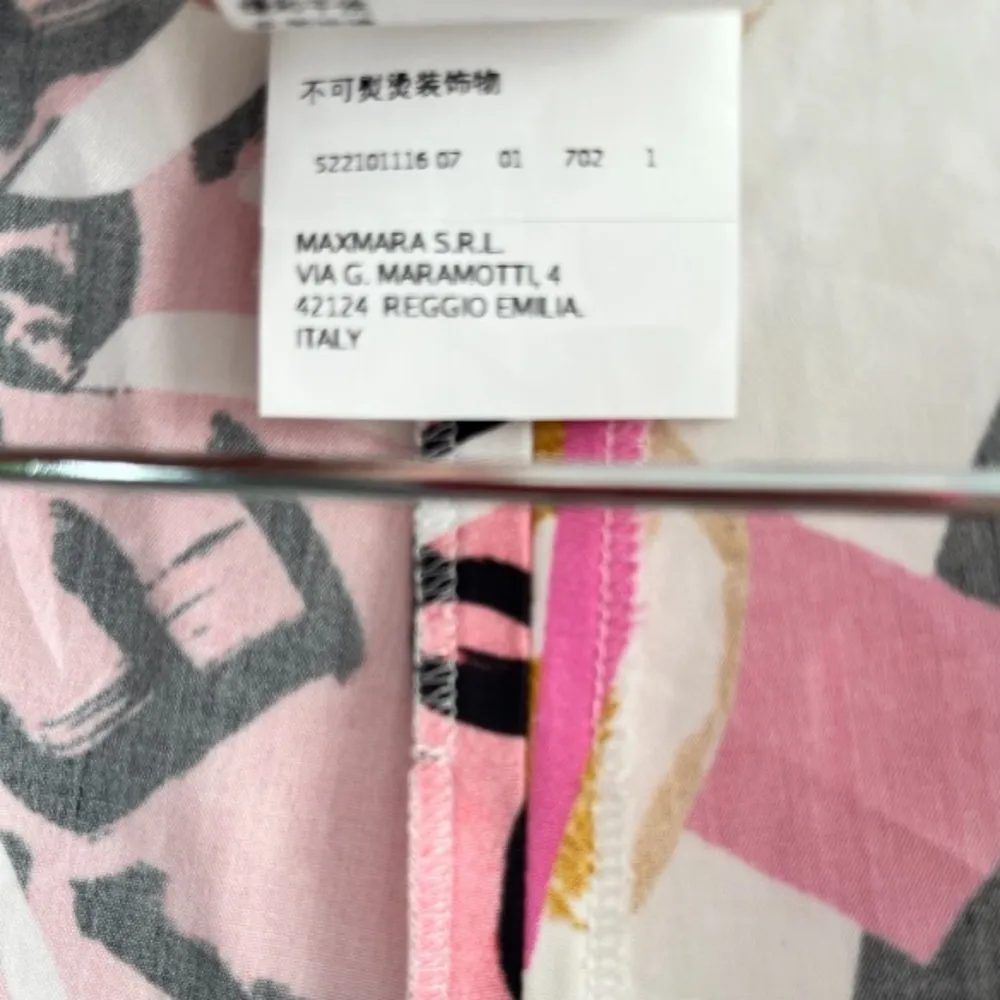 不可熨烫装饰物
S22101116 07 01 702 1
MAXMARA S.R.L.
VIA G. MARAMOTTI, 4
42124 REGGIO EMILIA
ITALY